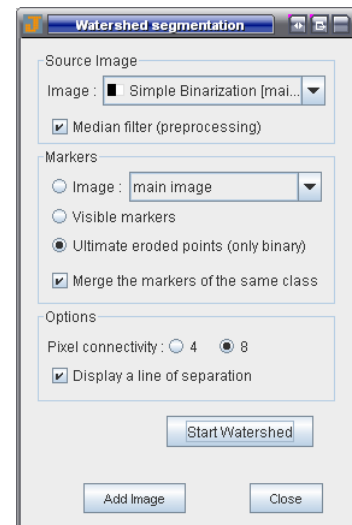 Watershed segmentation
Source Image
Image : Simple Binarization [mai...
Median filter (preprocessing)
Markers
Image : main image
Visible markers
Ultimate eroded points (only binary)
Merge the markers of the same class
Options
Pixel connectivity : 4 8
Display a line of separation
Start Watershed
Add Image Close